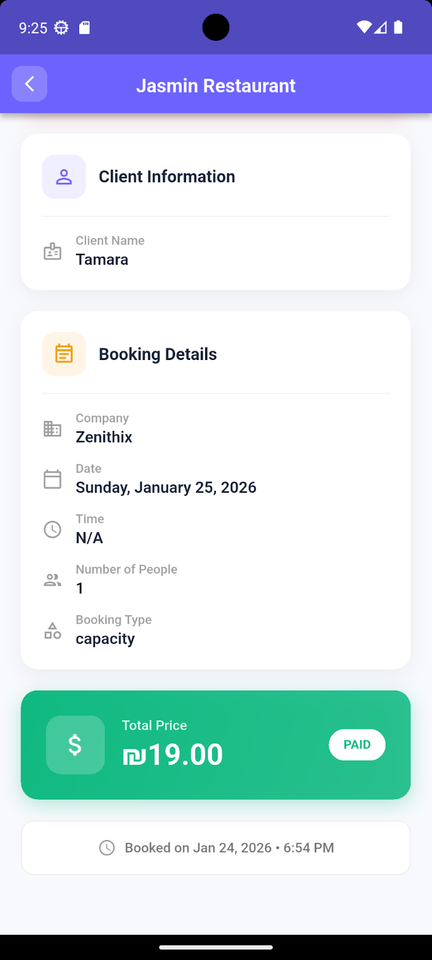 9:25
Jasmin Restaurant
Client Information
Client Name
Tamara
Booking Details
Company
Zenithix
Date
Sunday, January 25, 2026
Time
N/A
Number of People
1
Booking Type
capacity
Total Price
₪19.00
PAID
Booked on Jan 24, 2026 • 6:54 PM